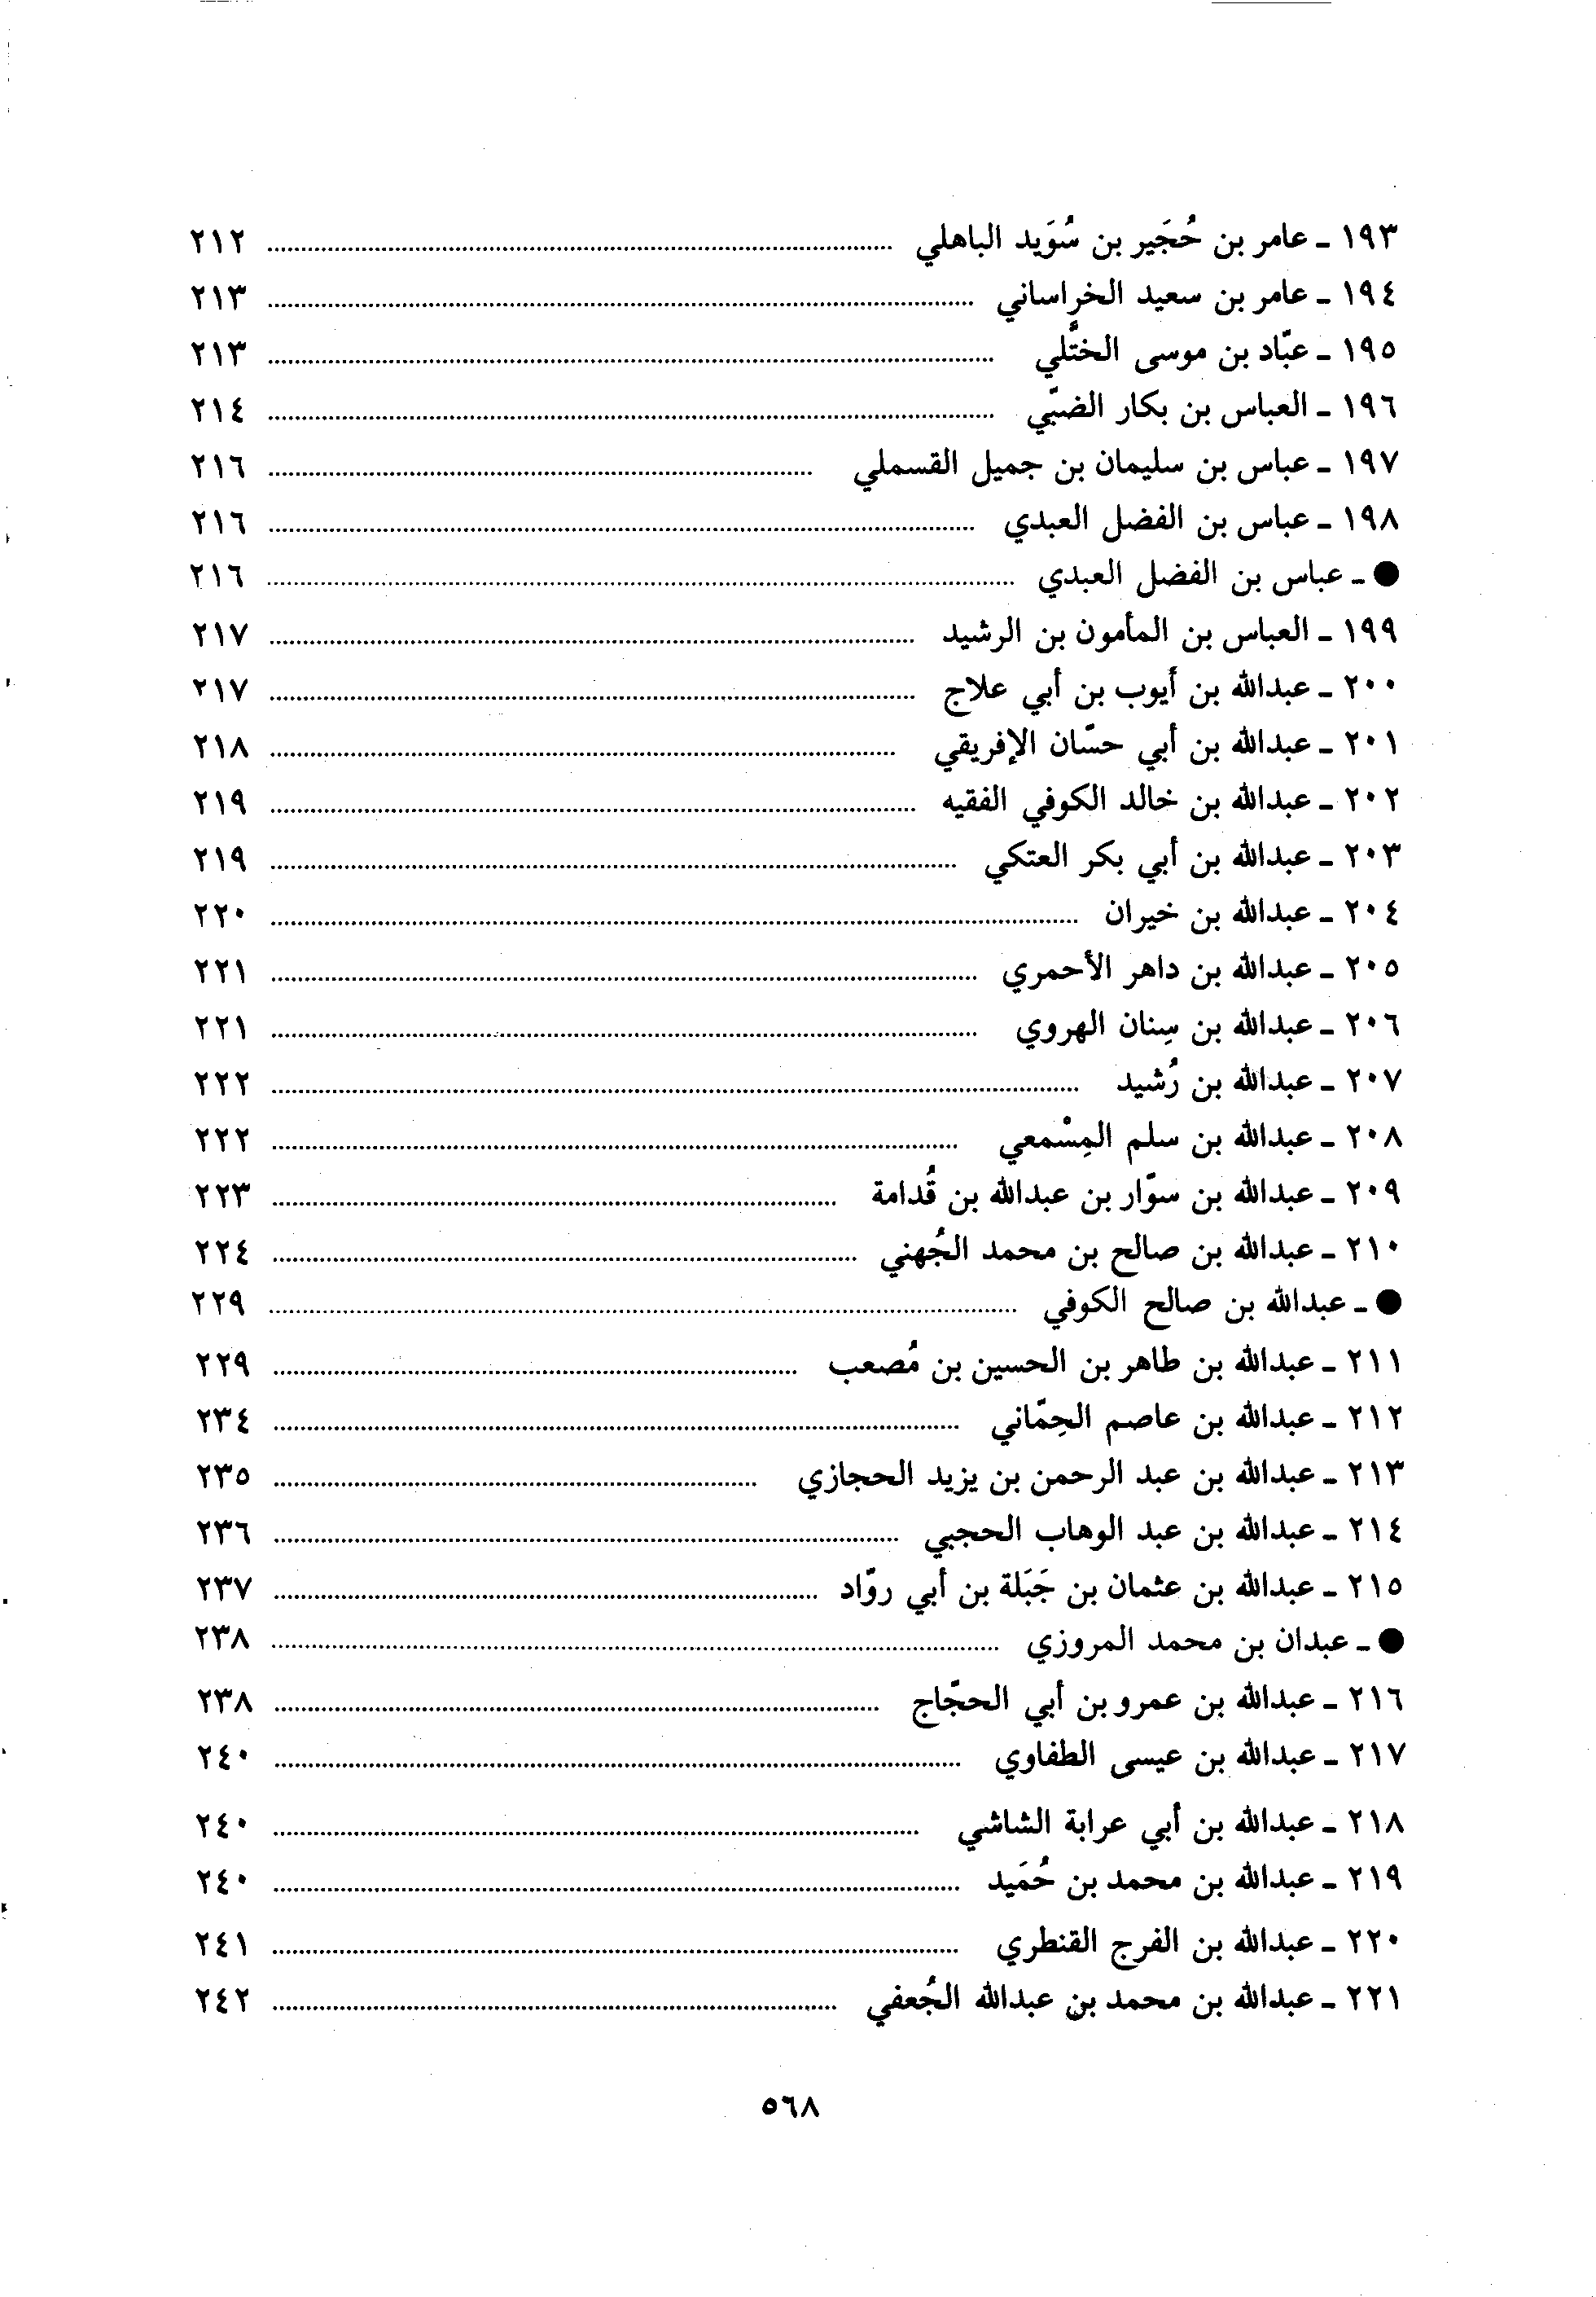 ١٩٣ - عامر بن حُجَير بن سُوَيد الباهلي ........ ٢١٢
١٩٤ - عامر بن سعيد الخراساني ........ ٢١٣
١٩٥ - عبّاد بن موسى الختُّلي ........ ٢١٣
١٩٦ - العباس بن بكار الضبّي ........ ٢١٤
١٩٧ - عباس بن سليمان بن جميل القسملي ........ ٢١٦
١٩٨ - عباس بن الفضل العبدي ........ ٢١٦
● - عباس بن الفضل العبدي ........ ٢١٦
١٩٩ - العباس بن المأمون بن الرشيد ........ ٢١٧
٢٠٠ - عبدالله بن أيوب بن أبي علاج ........ ٢١٧
٢٠١ - عبدالله بن أبي حسّان الإفريقي ........ ٢١٨
٢٠٢ - عبدالله بن خالد الكوفي الفقيه ........ ٢١٩
٢٠٣ - عبدالله بن أبي بكر العتكي ........ ٢١٩
٢٠٤ - عبدالله بن خيران ........ ٢٢٠
٢٠٥ - عبدالله بن داهر الأحمري ........ ٢٢١
٢٠٦ - عبدالله بن سِنان الهروي ........ ٢٢١
٢٠٧ - عبدالله بن رُشيد ........ ٢٢٢
٢٠٨ - عبدالله بن سلم المِسْمعي ........ ٢٢٢
٢٠٩ - عبدالله بن سوّار بن عبدالله بن قُدامة ........ ٢٢٣
٢١٠ - عبدالله بن صالح بن محمد الجُهني ........ ٢٢٤
● - عبدالله بن صالح الكوفي ........ ٢٢٩
٢١١ - عبدالله بن طاهر بن الحسين بن مُصعب ........ ٢٢٩
٢١٢ - عبدالله بن عاصم الحِمّاني ........ ٢٣٤
٢١٣ - عبدالله بن عبد الرحمن بن يزيد الحجازي ........ ٢٣٥
٢١٤ - عبدالله بن عبد الوهاب الحجبي ........ ٢٣٦
٢١٥ - عبدالله بن عثمان بن جَبَلة بن أبي روّاد ........ ٢٣٧
● - عبدان بن محمد المروزي ........ ٢٣٨
٢١٦ - عبدالله بن عمرو بن أبي الحجّاج ........ ٢٣٨
٢١٧ - عبدالله بن عيسى الطفاوي ........ ٢٤٠
٢١٨ - عبدالله بن أبي عرابة الشاشي ........ ٢٤٠
٢١٩ - عبدالله بن محمد بن حُمَيد ........ ٢٤٠
٢٢٠ - عبدالله بن الفرج القنطري ........ ٢٤١
٢٢١ - عبدالله بن محمد بن عبدالله الجُعفي ........ ٢٤٢
٥٦٨